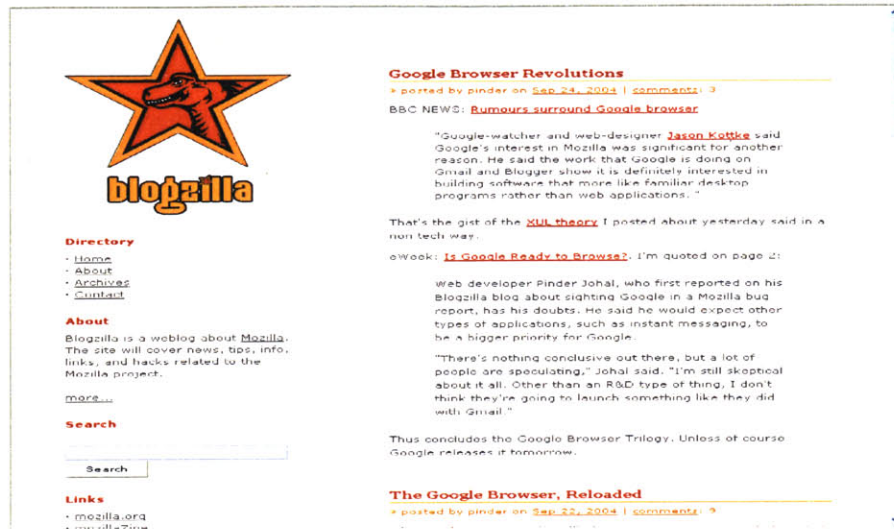 blogzilla
Directory
· Home
· About
· Archives
· Contact
About
Blogzilla is a weblog about Mozilla.
The site will cover news, tips, info,
links, and hacks related to the
Mozilla project.
more...
Search
Search
Links
· mozilla.org
· mozillaZine
Google Browser Revolutions
» posted by pinder on Sep 24, 2004 | comments: 3
BBC NEWS: Rumours surround Google browser
"Google-watcher and web-designer Jason Kottke said
Google's interest in Mozilla was significant for another
reason. He said the work that Google is doing on
Gmail and Blogger show it is definitely interested in
building software that more like familiar desktop
programs rather than web applications. "
That's the gist of the XUL theory I posted about yesterday said in a
non tech way.
eWeek: Is Google Ready to Browse?. I'm quoted on page 2:
Web developer Pinder Johal, who first reported on his
Blogzilla blog about sighting Google in a Mozilla bug
report, has his doubts. He said he would expect other
types of applications, such as instant messaging, to
be a bigger priority for Google.
"There's nothing conclusive out there, but a lot of
people are speculating," Johal said. "I'm still skeptical
about it all. Other than an R&D type of thing, I don't
think they're going to launch something like they did
with Gmail."
Thus concludes the Google Browser Trilogy. Unless of course
Google releases it tomorrow.
The Google Browser, Reloaded
» posted by pinder on Sep 22, 2004 | comments: 9